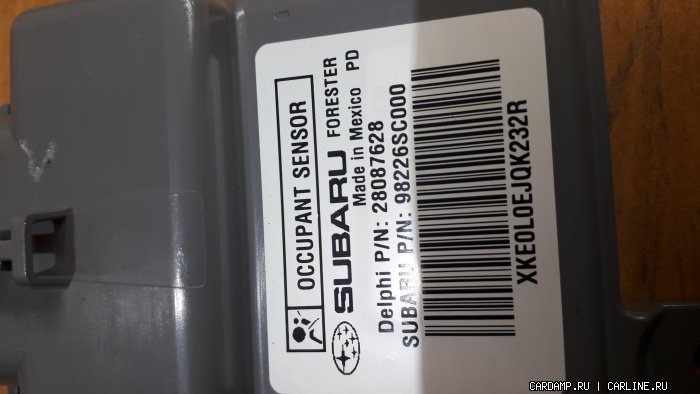 OCCUPANT SENSOR
SUBARU FORESTER
Made in Mexico PD
Delphi P/N: 28087628
SUBARU P/N: 98226SC000
XKE0L0EJQK232R
CARDAMP.RU | CARLINE.RU